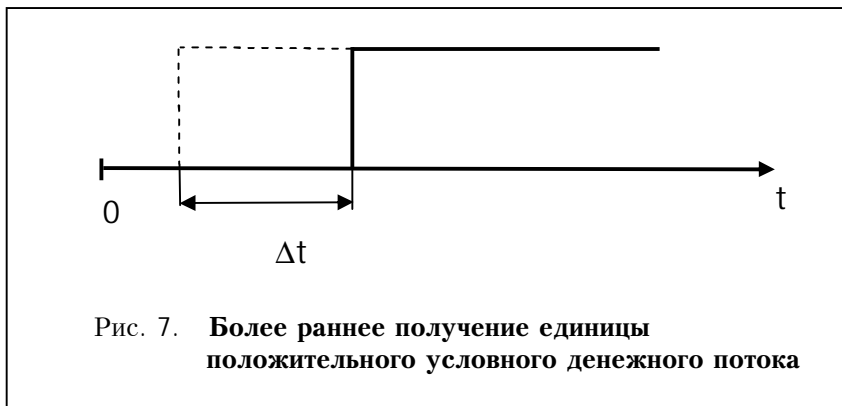 0
t
Δt
Рис. 7. Более раннее получение единицы
положительного условного денежного потока